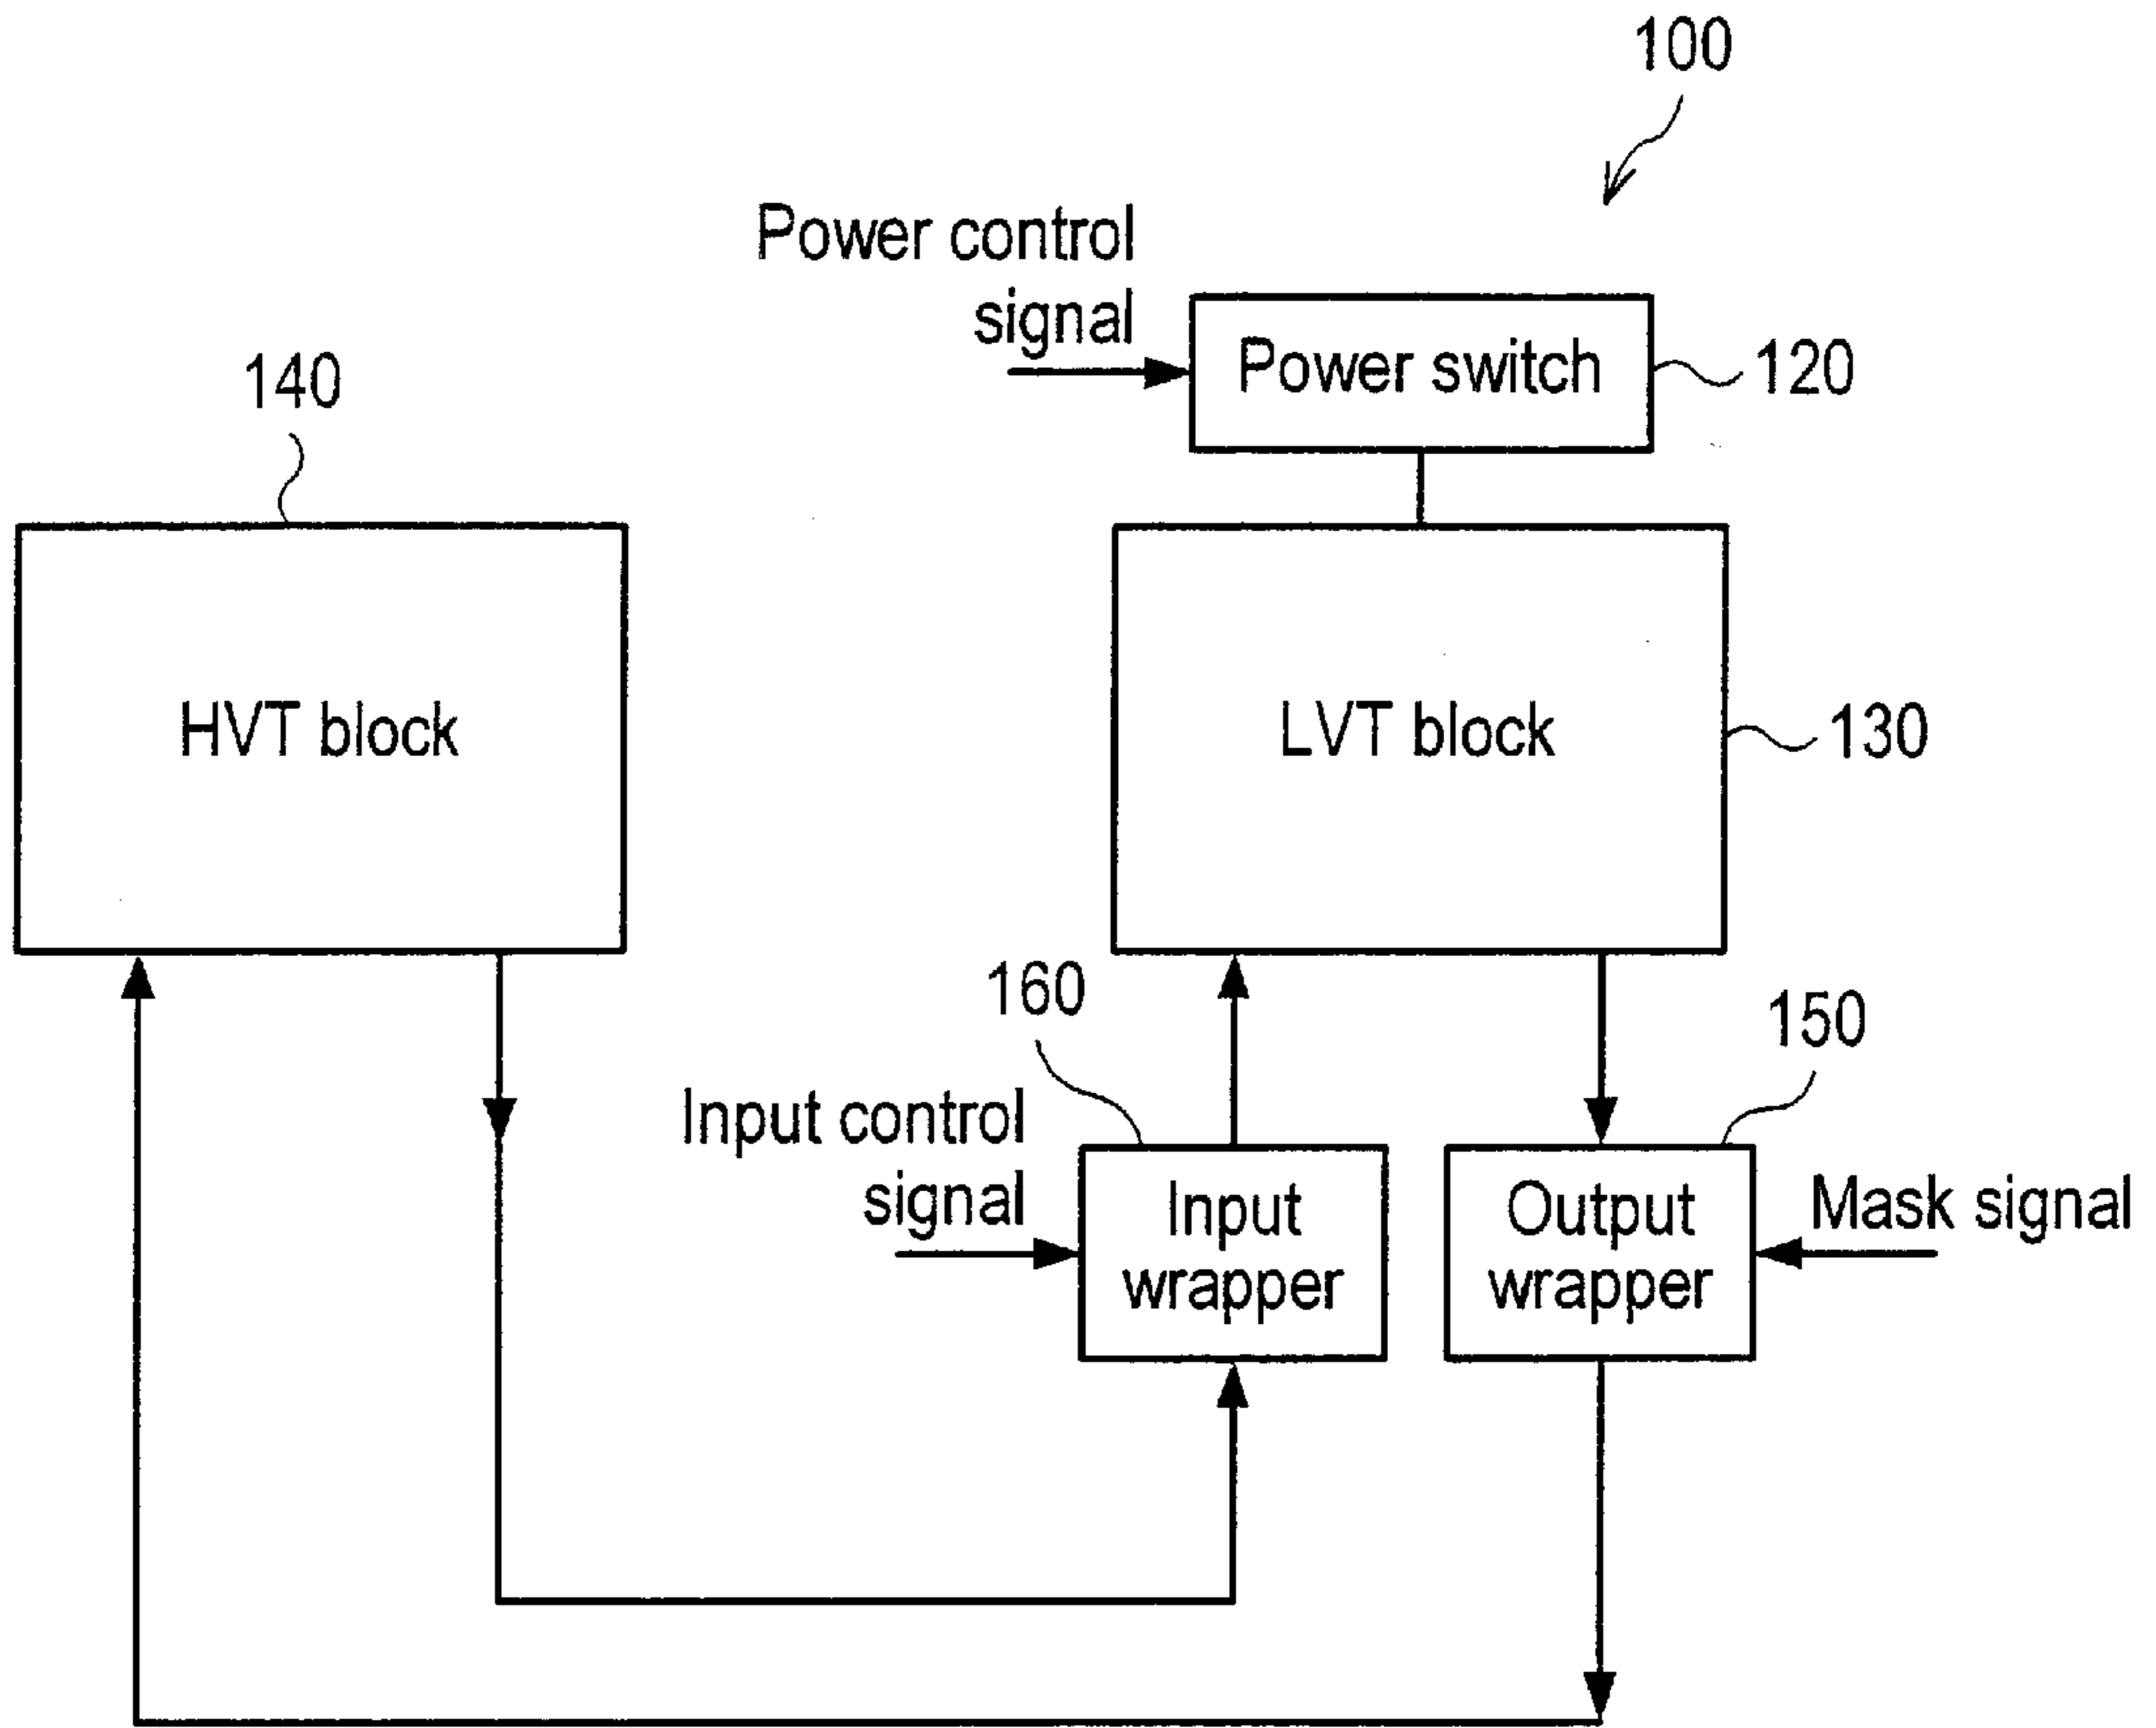 100
Power control
signal
Power switch
120
140
HVT block
LVT block
130
160
150
Input control
signal
Input
wrapper
Output
wrapper
Mask signal